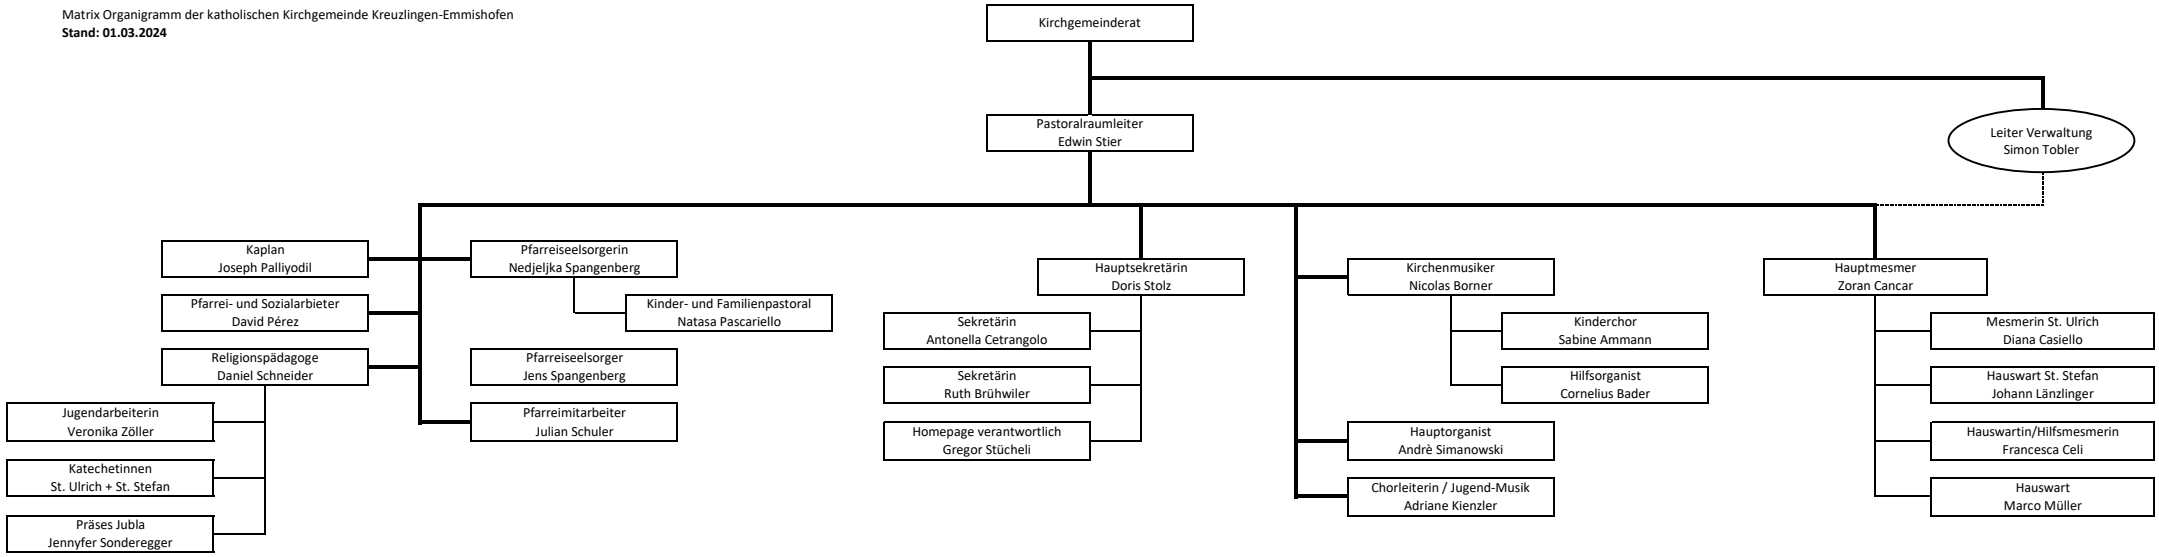 Matrix Organigramm der katholischen Kirchgemeinde Kreuzlingen-Emmishofen
Stand: 01.03.2024
Kirchgemeinderat
Pastoralraumleiter
Edwin Stier
Leiter Verwaltung
Simon Tobler
Kaplan
Joseph Palliyodil
Pfarrei- und Sozialarbieter
David Pérez
Religionspädagoge
Daniel Schneider
Jugendarbeiterin
Veronika Zöller
Katechetinnen
St. Ulrich + St. Stefan
Präses Jubla
Jennyfer Sonderegger
Pfarreiseelsorgerin
Nedjeljka Spangenberg
Kinder- und Familienpastoral
Natasa Pascariello
Pfarreiseelsorger
Jens Spangenberg
Pfarreimitarbeiter
Julian Schuler
Hauptsekretärin
Doris Stolz
Sekretärin
Antonella Cetrangolo
Sekretärin
Ruth Brühwiler
Homepage verantwortlich
Gregor Stücheli
Kirchenmusiker
Nicolas Borner
Kinderchor
Sabine Ammann
Hilfsorganist
Cornelius Bader
Hauptorganist
Andrè Simanowski
Chorleiterin / Jugend-Musik
Adriane Kienzler
Hauptmesmer
Zoran Cancar
Mesmerin St. Ulrich
Diana Casiello
Hauswart St. Stefan
Johann Länzlinger
Hauswartin/Hilfsmesmerin
Francesca Celi
Hauswart
Marco Müller